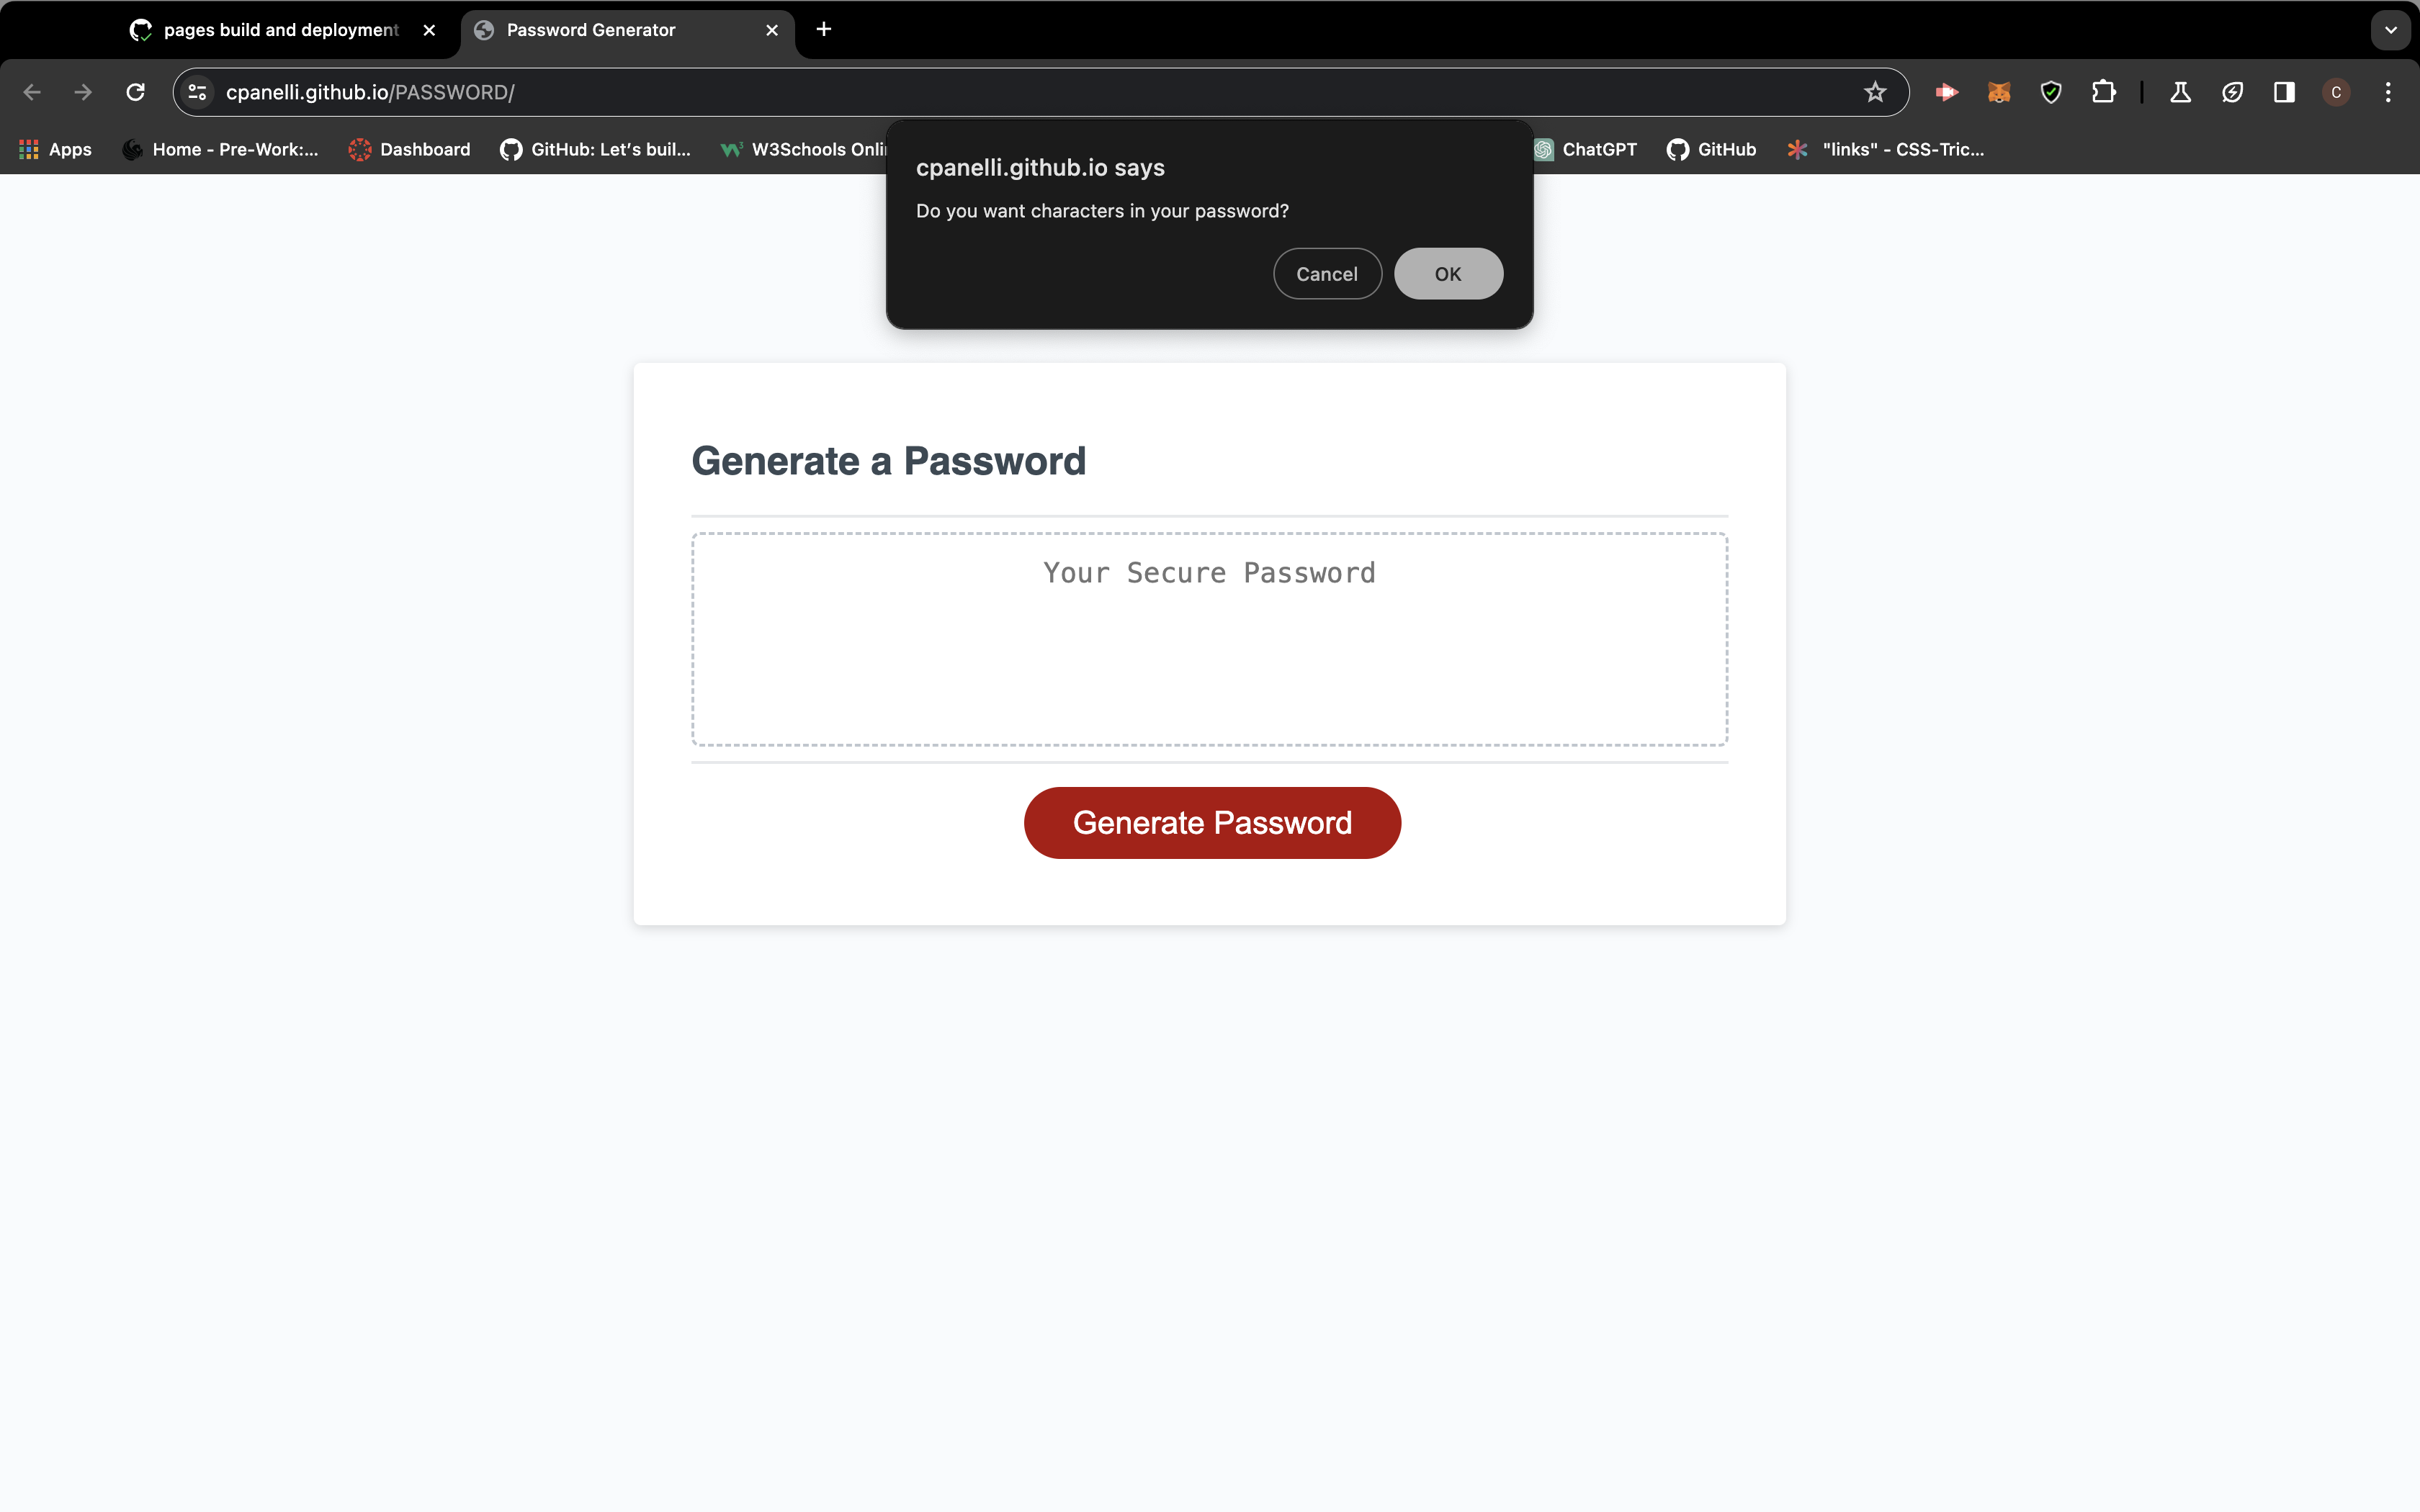 pages build and deployment
Password Generator
cpanelli.github.io/PASSWORD/
C
Apps
Home - Pre-Work:...
Dashboard
GitHub: Let's buil...
W3Schools Onli
ChatGPT
GitHub
"links" - CSS-Tric...
cpanelli.github.io says
Do you want characters in your password?
Cancel
OK
Generate a Password
Your Secure Password
Generate Password